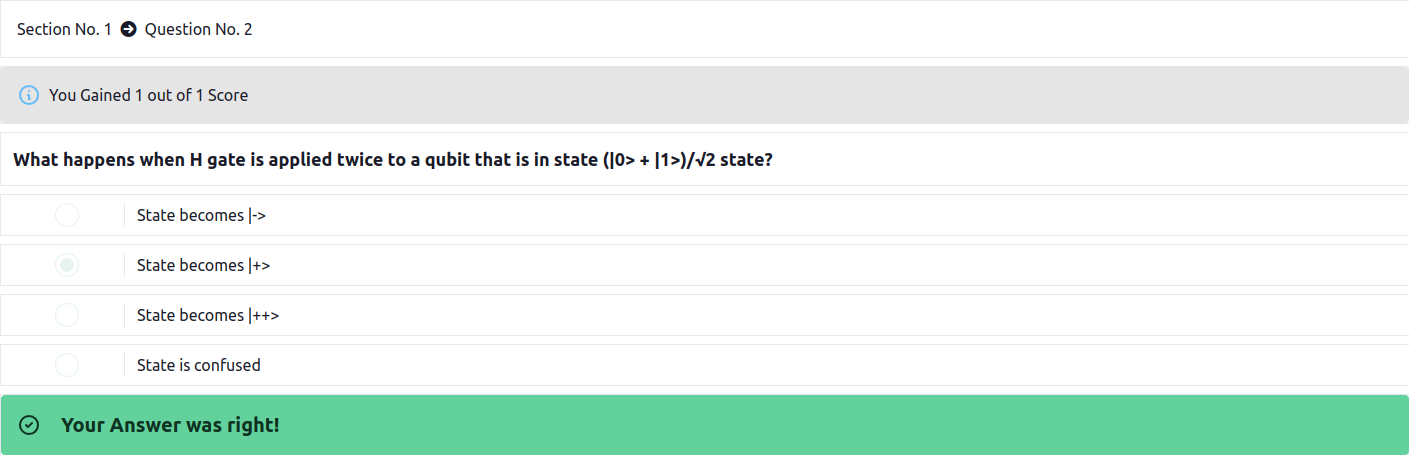 Section No. 1 Question No. 2
You Gained 1 out of 1 Score
What happens when H gate is applied twice to a qubit that is in state (|0> + |1>)/√2 state?
State becomes |->
State becomes |+>
State becomes |++>
State is confused
Your Answer was right!